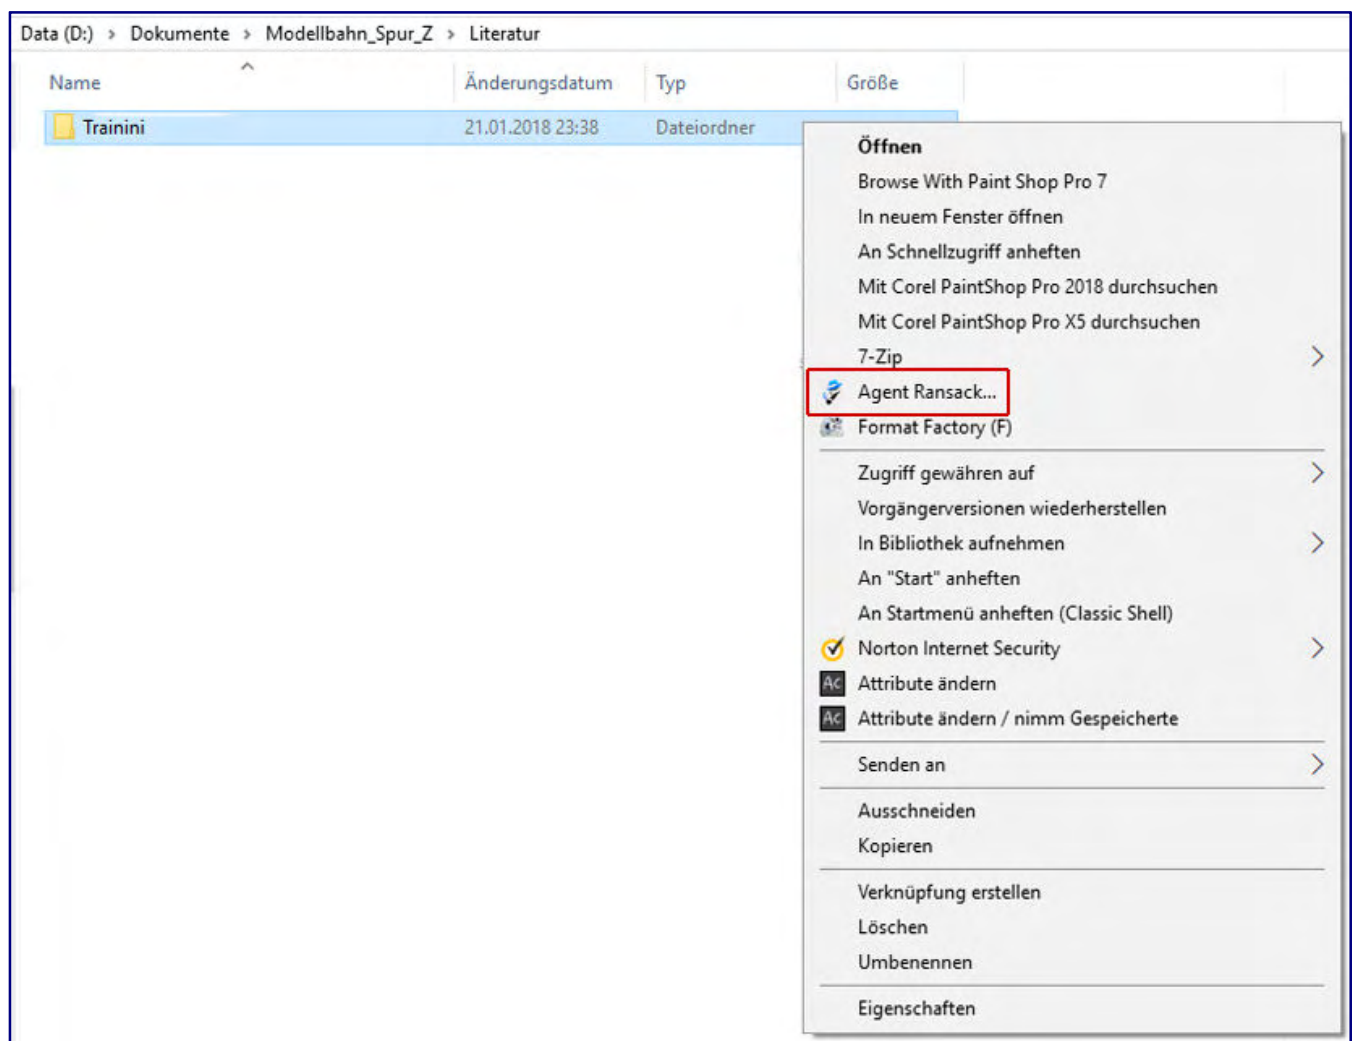 Data (D:) > Dokumente > Modellbahn_Spur_Z > Literatur
Name Änderungsdatum Typ Größe
Trainini 21.01.2018 23:38 Dateiordner
Öffnen
Browse With Paint Shop Pro 7
In neuem Fenster öffnen
An Schnellzugriff anheften
Mit Corel PaintShop Pro 2018 durchsuchen
Mit Corel PaintShop Pro X5 durchsuchen
7-Zip
Agent Ransack...
Format Factory (F)
Zugriff gewähren auf
Vorgängerversionen wiederherstellen
In Bibliothek aufnehmen
An "Start" anheften
An Startmenü anheften (Classic Shell)
Norton Internet Security
Ac Attribute ändern
Ac Attribute ändern / nimm Gespeicherte
Senden an
Ausschneiden
Kopieren
Verknüpfung erstellen
Löschen
Umbenennen
Eigenschaften